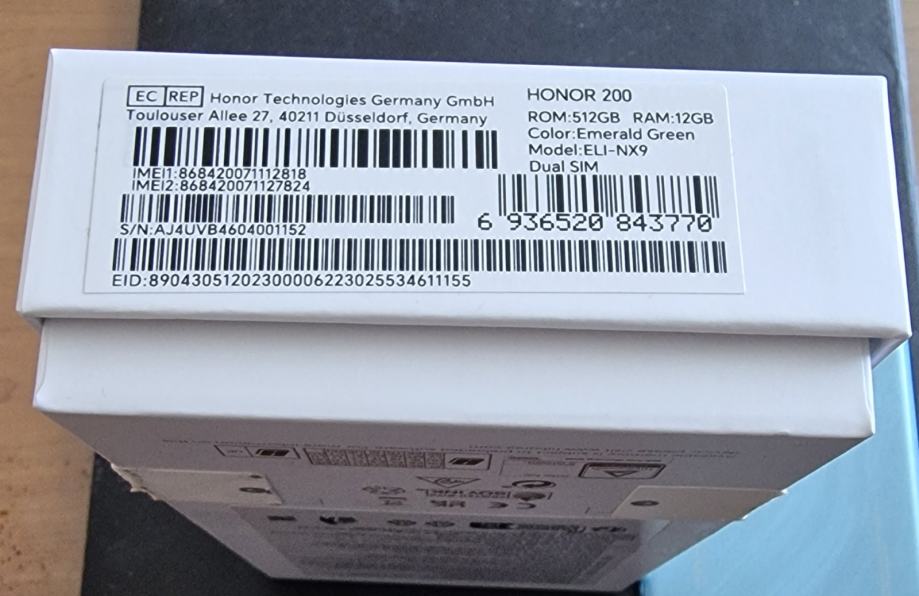 EC REP Honor Technologies Germany GmbH
Toulouser Allee 27, 40211 Düsseldorf, Germany
IMEI1:868420071112818
IMEI2:868420071127824
S/N:AJ4UVB4604001152
EID:89043051202300006223025534611155
HONOR 200
ROM:512GB RAM:12GB
Color:Emerald Green
Model:ELI-NX9
Dual SIM
6 936520 843770